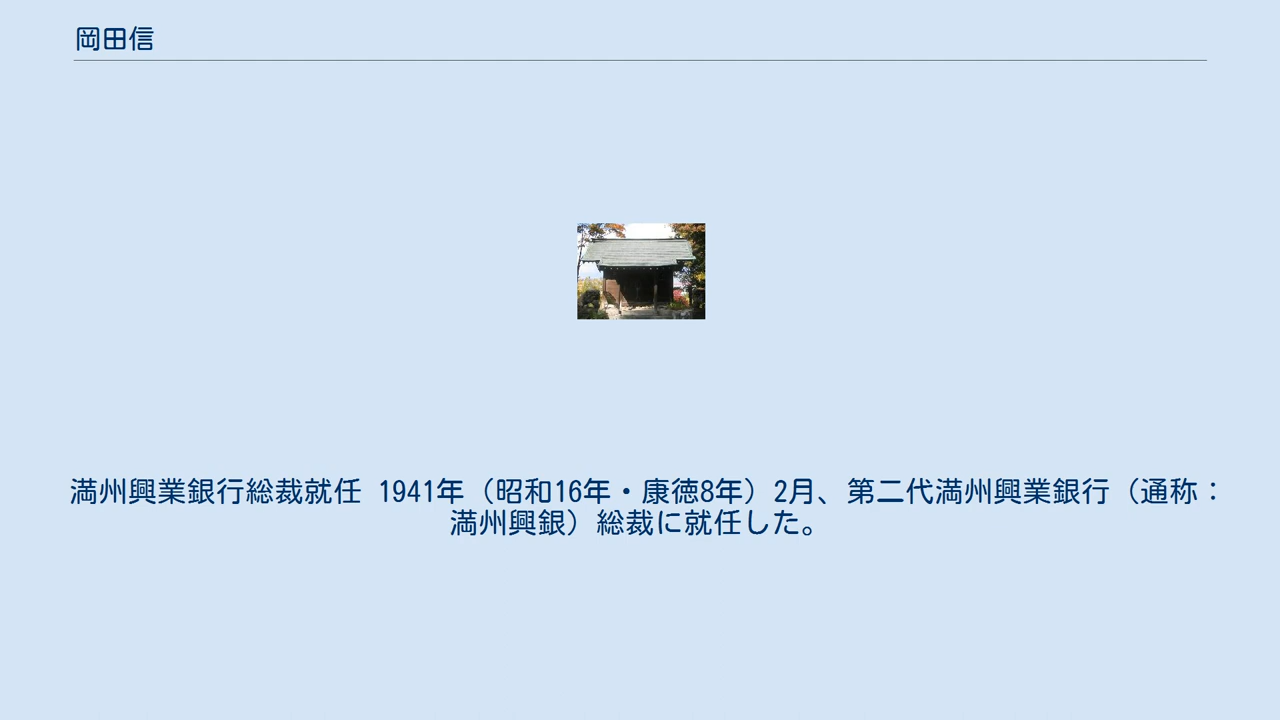 岡田信
満州興業銀行総裁就任 1941年（昭和16年・康徳8年）2月、第二代満州興業銀行（通称：
満州興銀）総裁に就任した。